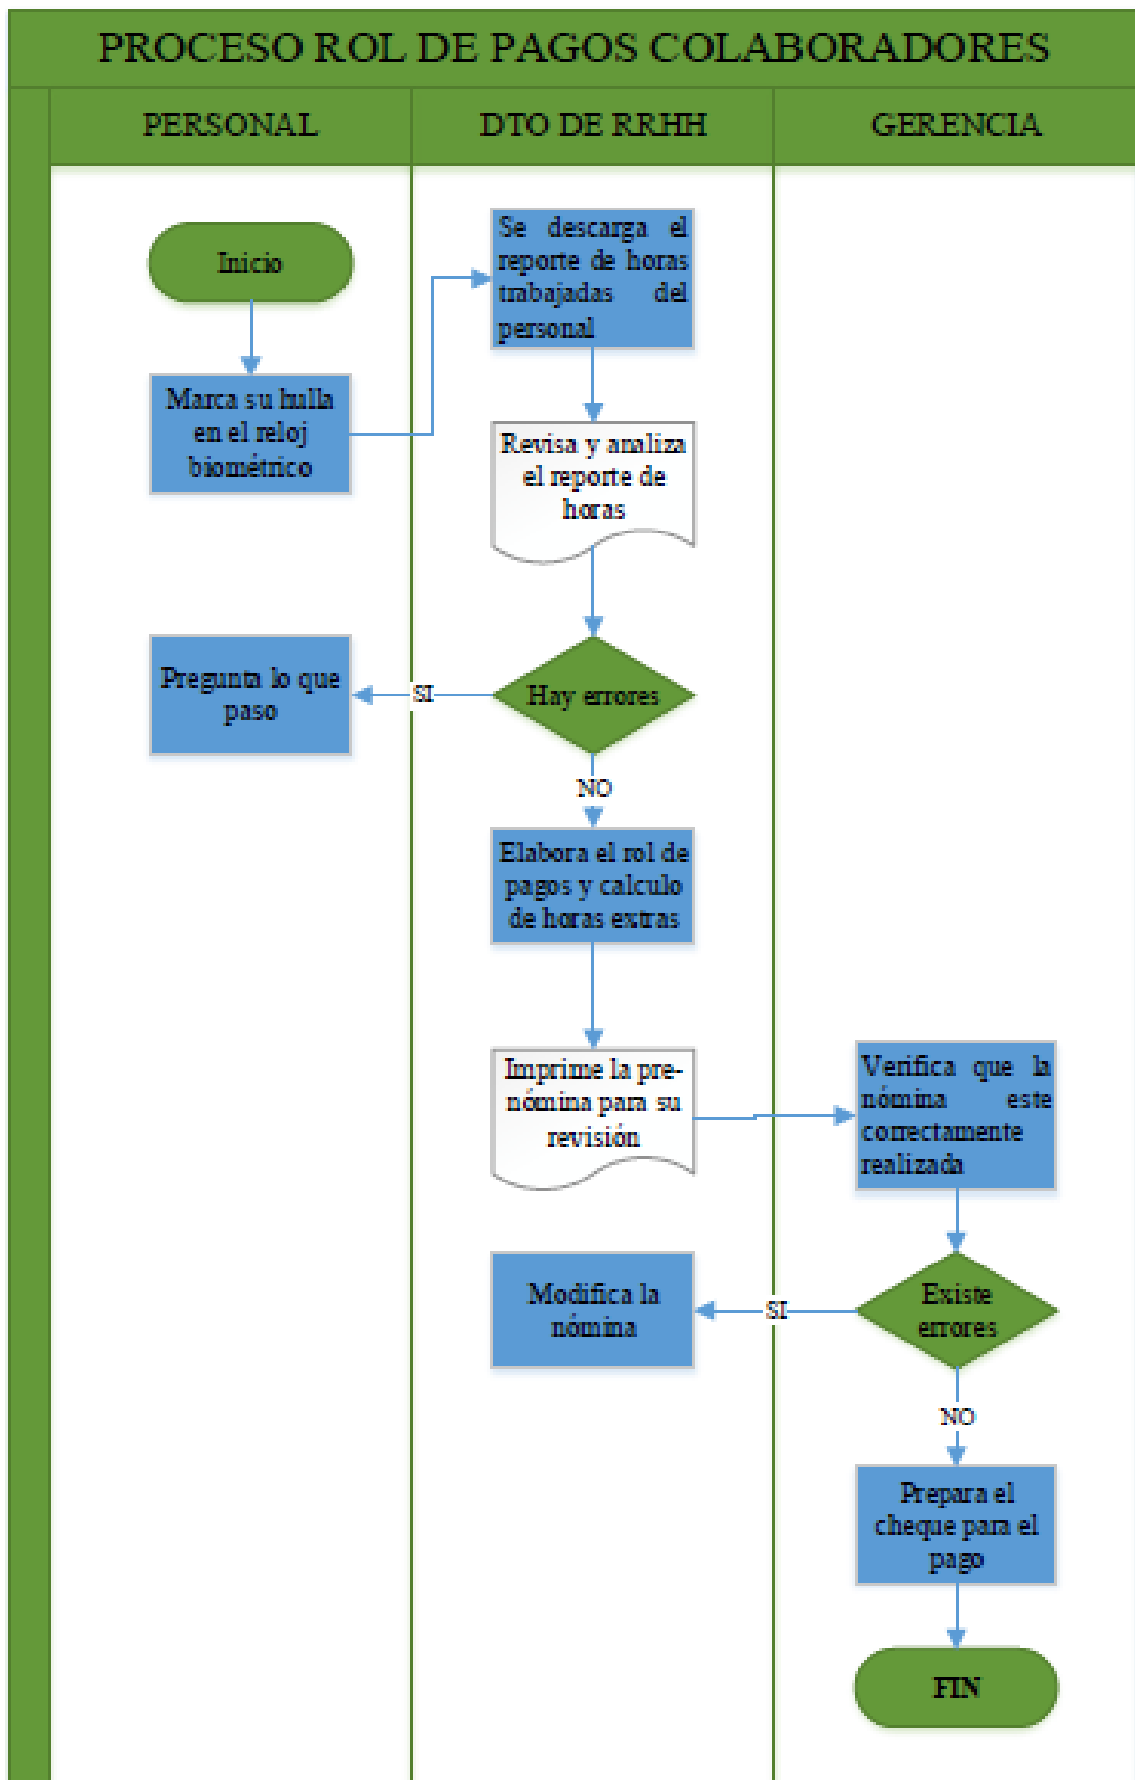 PROCESO ROL DE PAGOS COLABORADORES
PERSONAL
DTO DE RRHH
GERENCIA
Inicio
Marca su hulla
en el reloj
biométrico
Se descarga el
reporte de horas
trabajadas del
personal
Revisa y analiza
el reporte de
horas
Hay errores
SI
Pregunta lo que
paso
NO
Elabora el rol de
pagos y calculo
de horas extras
Imprime la pre-
nómina para su
revisión
Verifica que la
nómina este
correctamente
realizada
Existe
errores
SI
Modifica la
nómina
NO
Prepara el
cheque para el
pago
FIN